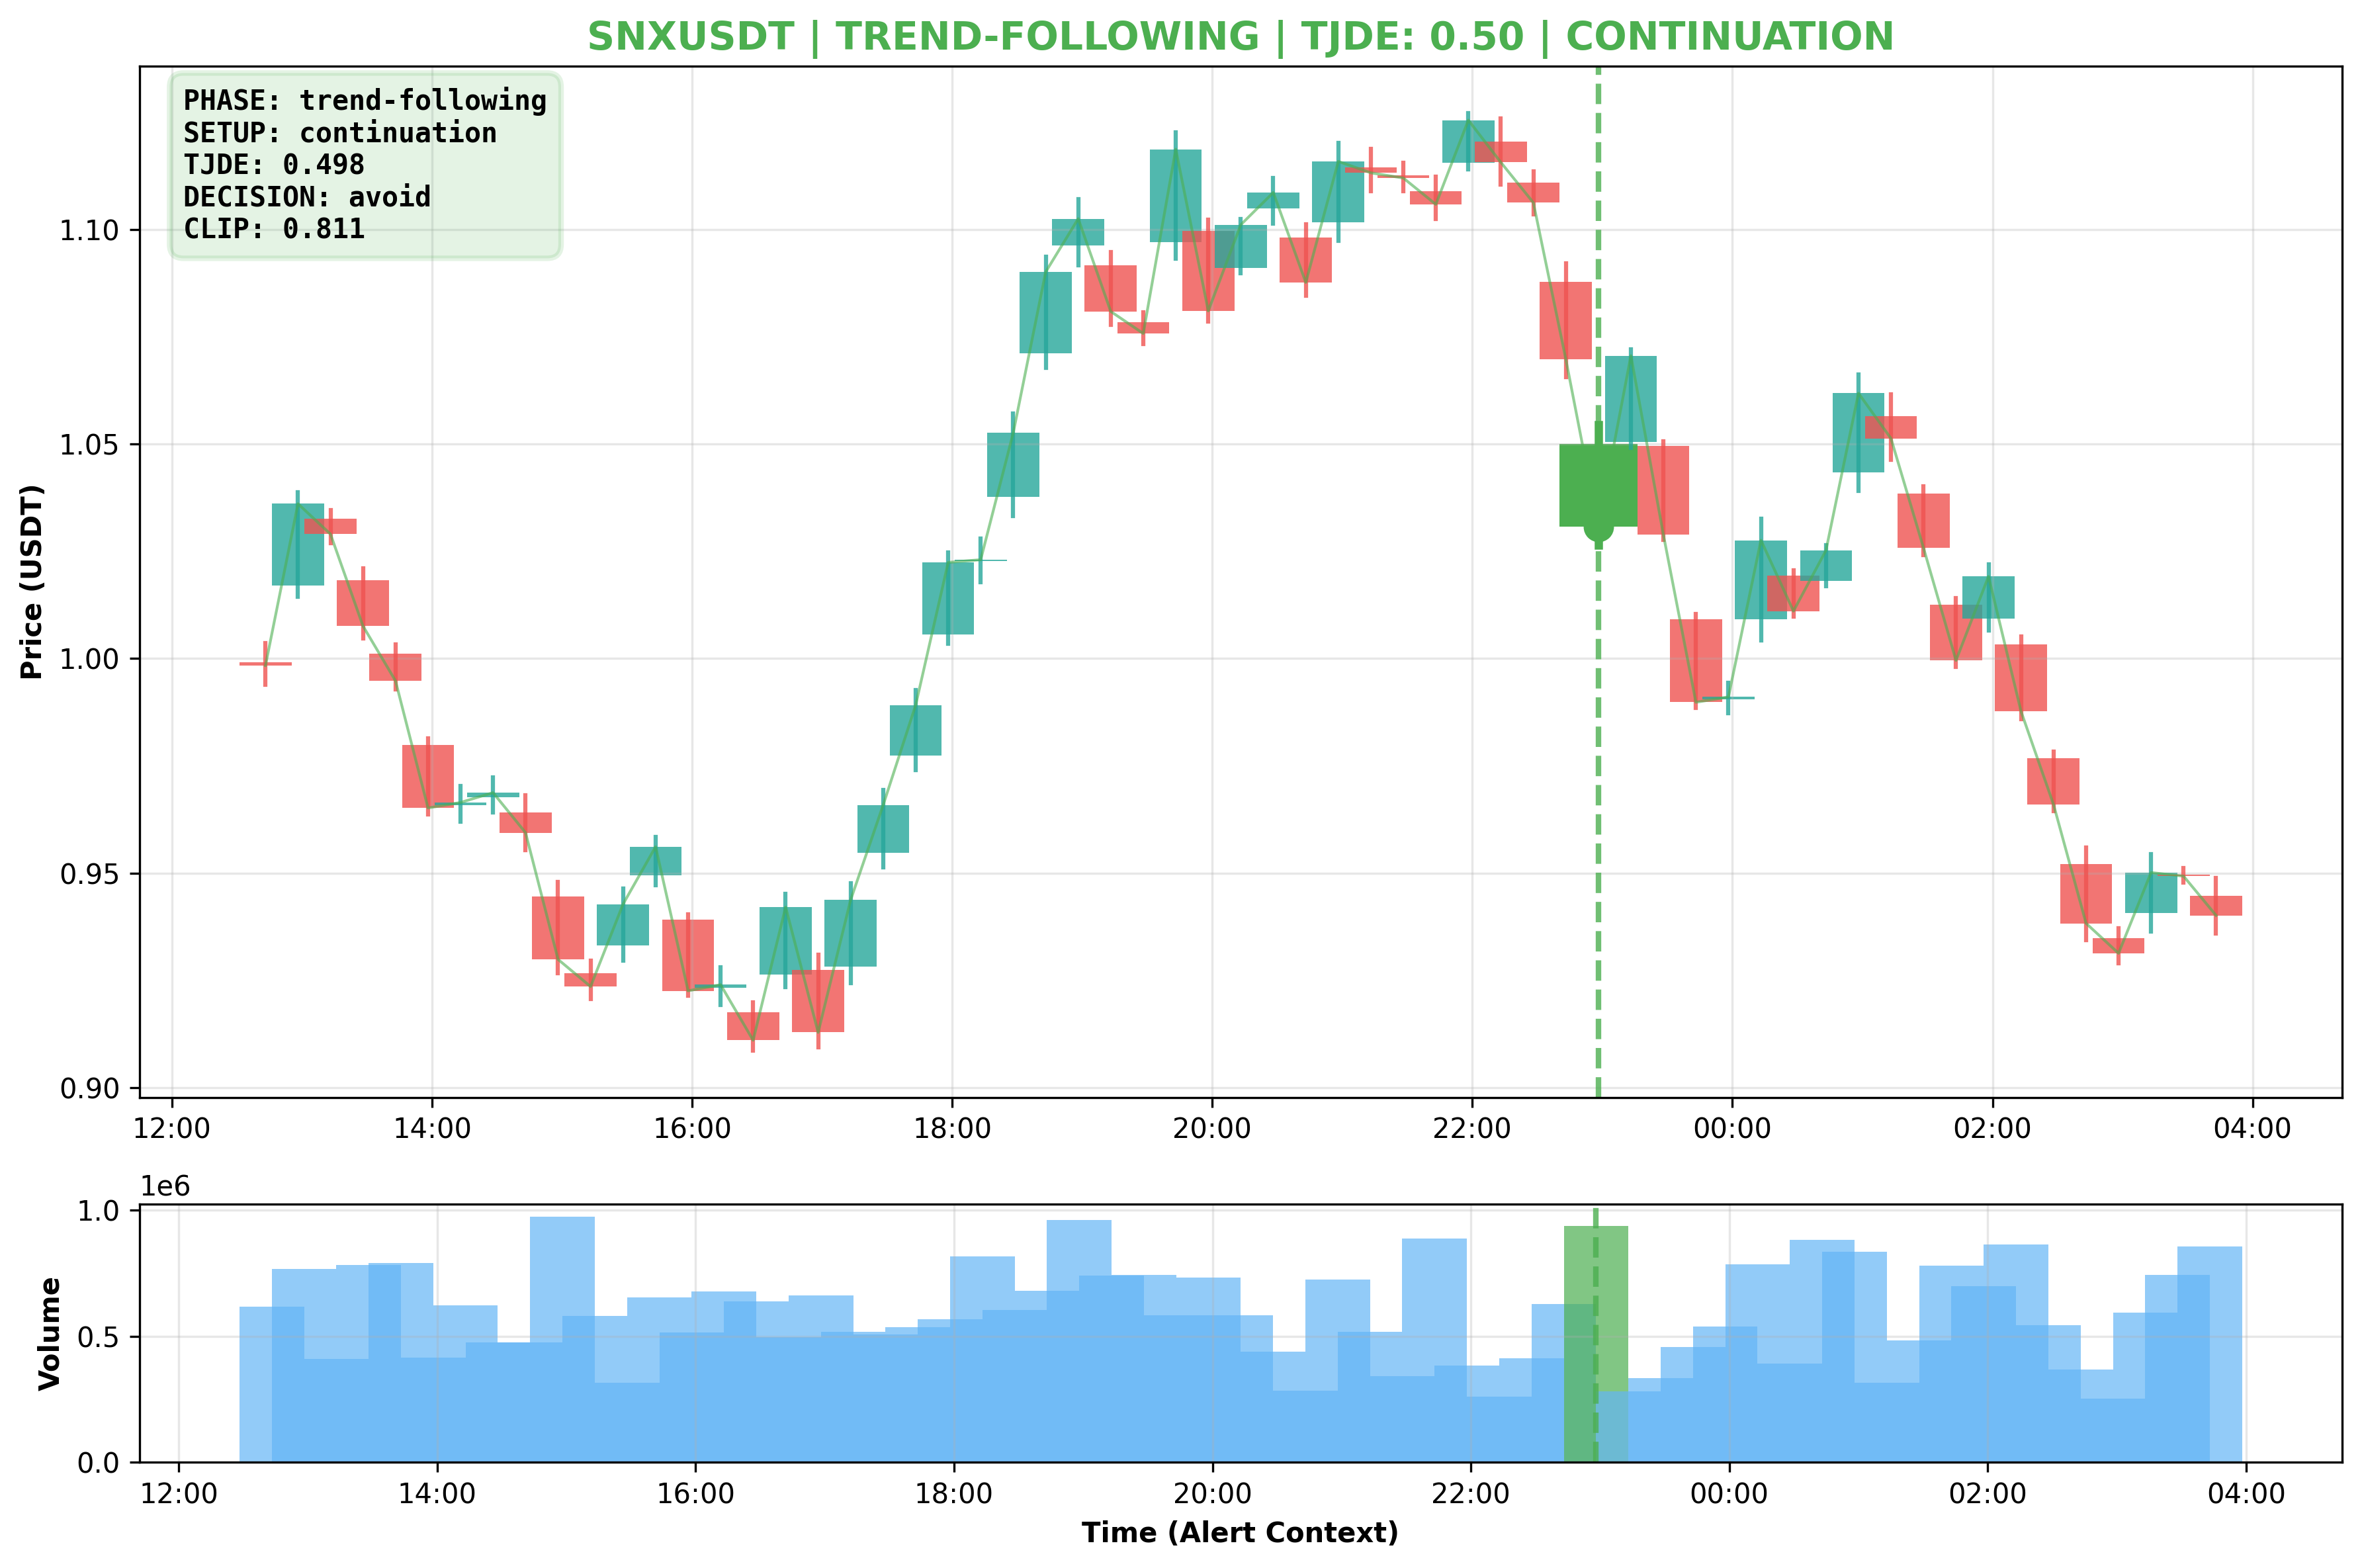 SNXUSDT | TREND-FOLLOWING | TJDE: 0.50 | CONTINUATION
PHASE: trend-following
SETUP: continuation
TJDE: 0.498
DECISION: avoid
CLIP: 0.811
Price (USDT)
1.10
1.05
1.00
0.95
0.90
12:00 14:00 16:00 18:00 20:00 22:00 00:00 02:00 04:00
1e6
Volume
1.0
0.5
0.0
12:00 14:00 16:00 18:00 20:00 22:00 00:00 02:00 04:00
Time (Alert Context)